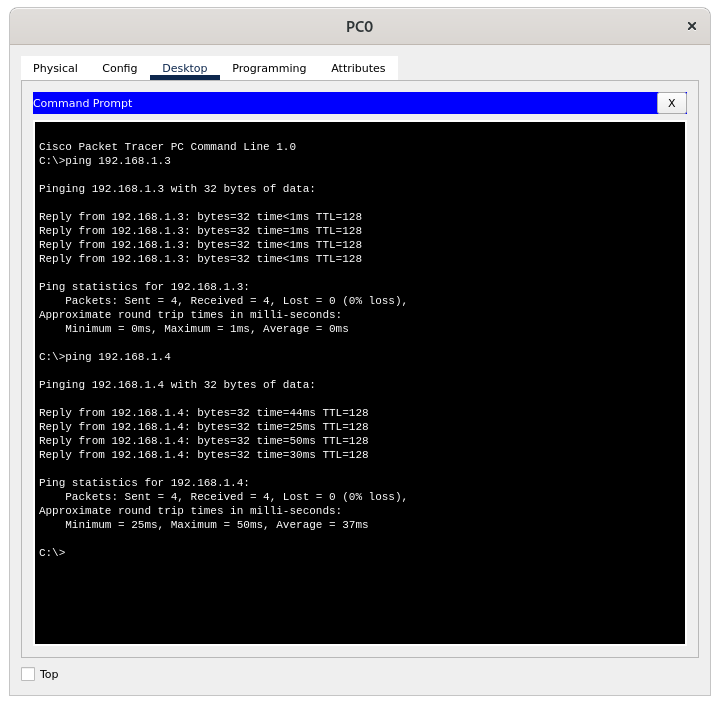 PC0
Physical Config Desktop Programming Attributes
Command Prompt X
Cisco Packet Tracer PC Command Line 1.0
C:\>ping 192.168.1.3
Pinging 192.168.1.3 with 32 bytes of data:
Reply from 192.168.1.3: bytes=32 time<1ms TTL=128
Reply from 192.168.1.3: bytes=32 time=1ms TTL=128
Reply from 192.168.1.3: bytes=32 time<1ms TTL=128
Reply from 192.168.1.3: bytes=32 time<1ms TTL=128
Ping statistics for 192.168.1.3:
    Packets: Sent = 4, Received = 4, Lost = 0 (0% loss),
Approximate round trip times in milli-seconds:
    Minimum = 0ms, Maximum = 1ms, Average = 0ms
C:\>ping 192.168.1.4
Pinging 192.168.1.4 with 32 bytes of data:
Reply from 192.168.1.4: bytes=32 time=44ms TTL=128
Reply from 192.168.1.4: bytes=32 time=25ms TTL=128
Reply from 192.168.1.4: bytes=32 time=50ms TTL=128
Reply from 192.168.1.4: bytes=32 time=30ms TTL=128
Ping statistics for 192.168.1.4:
    Packets: Sent = 4, Received = 4, Lost = 0 (0% loss),
Approximate round trip times in milli-seconds:
    Minimum = 25ms, Maximum = 50ms, Average = 37ms
C:\>
Top